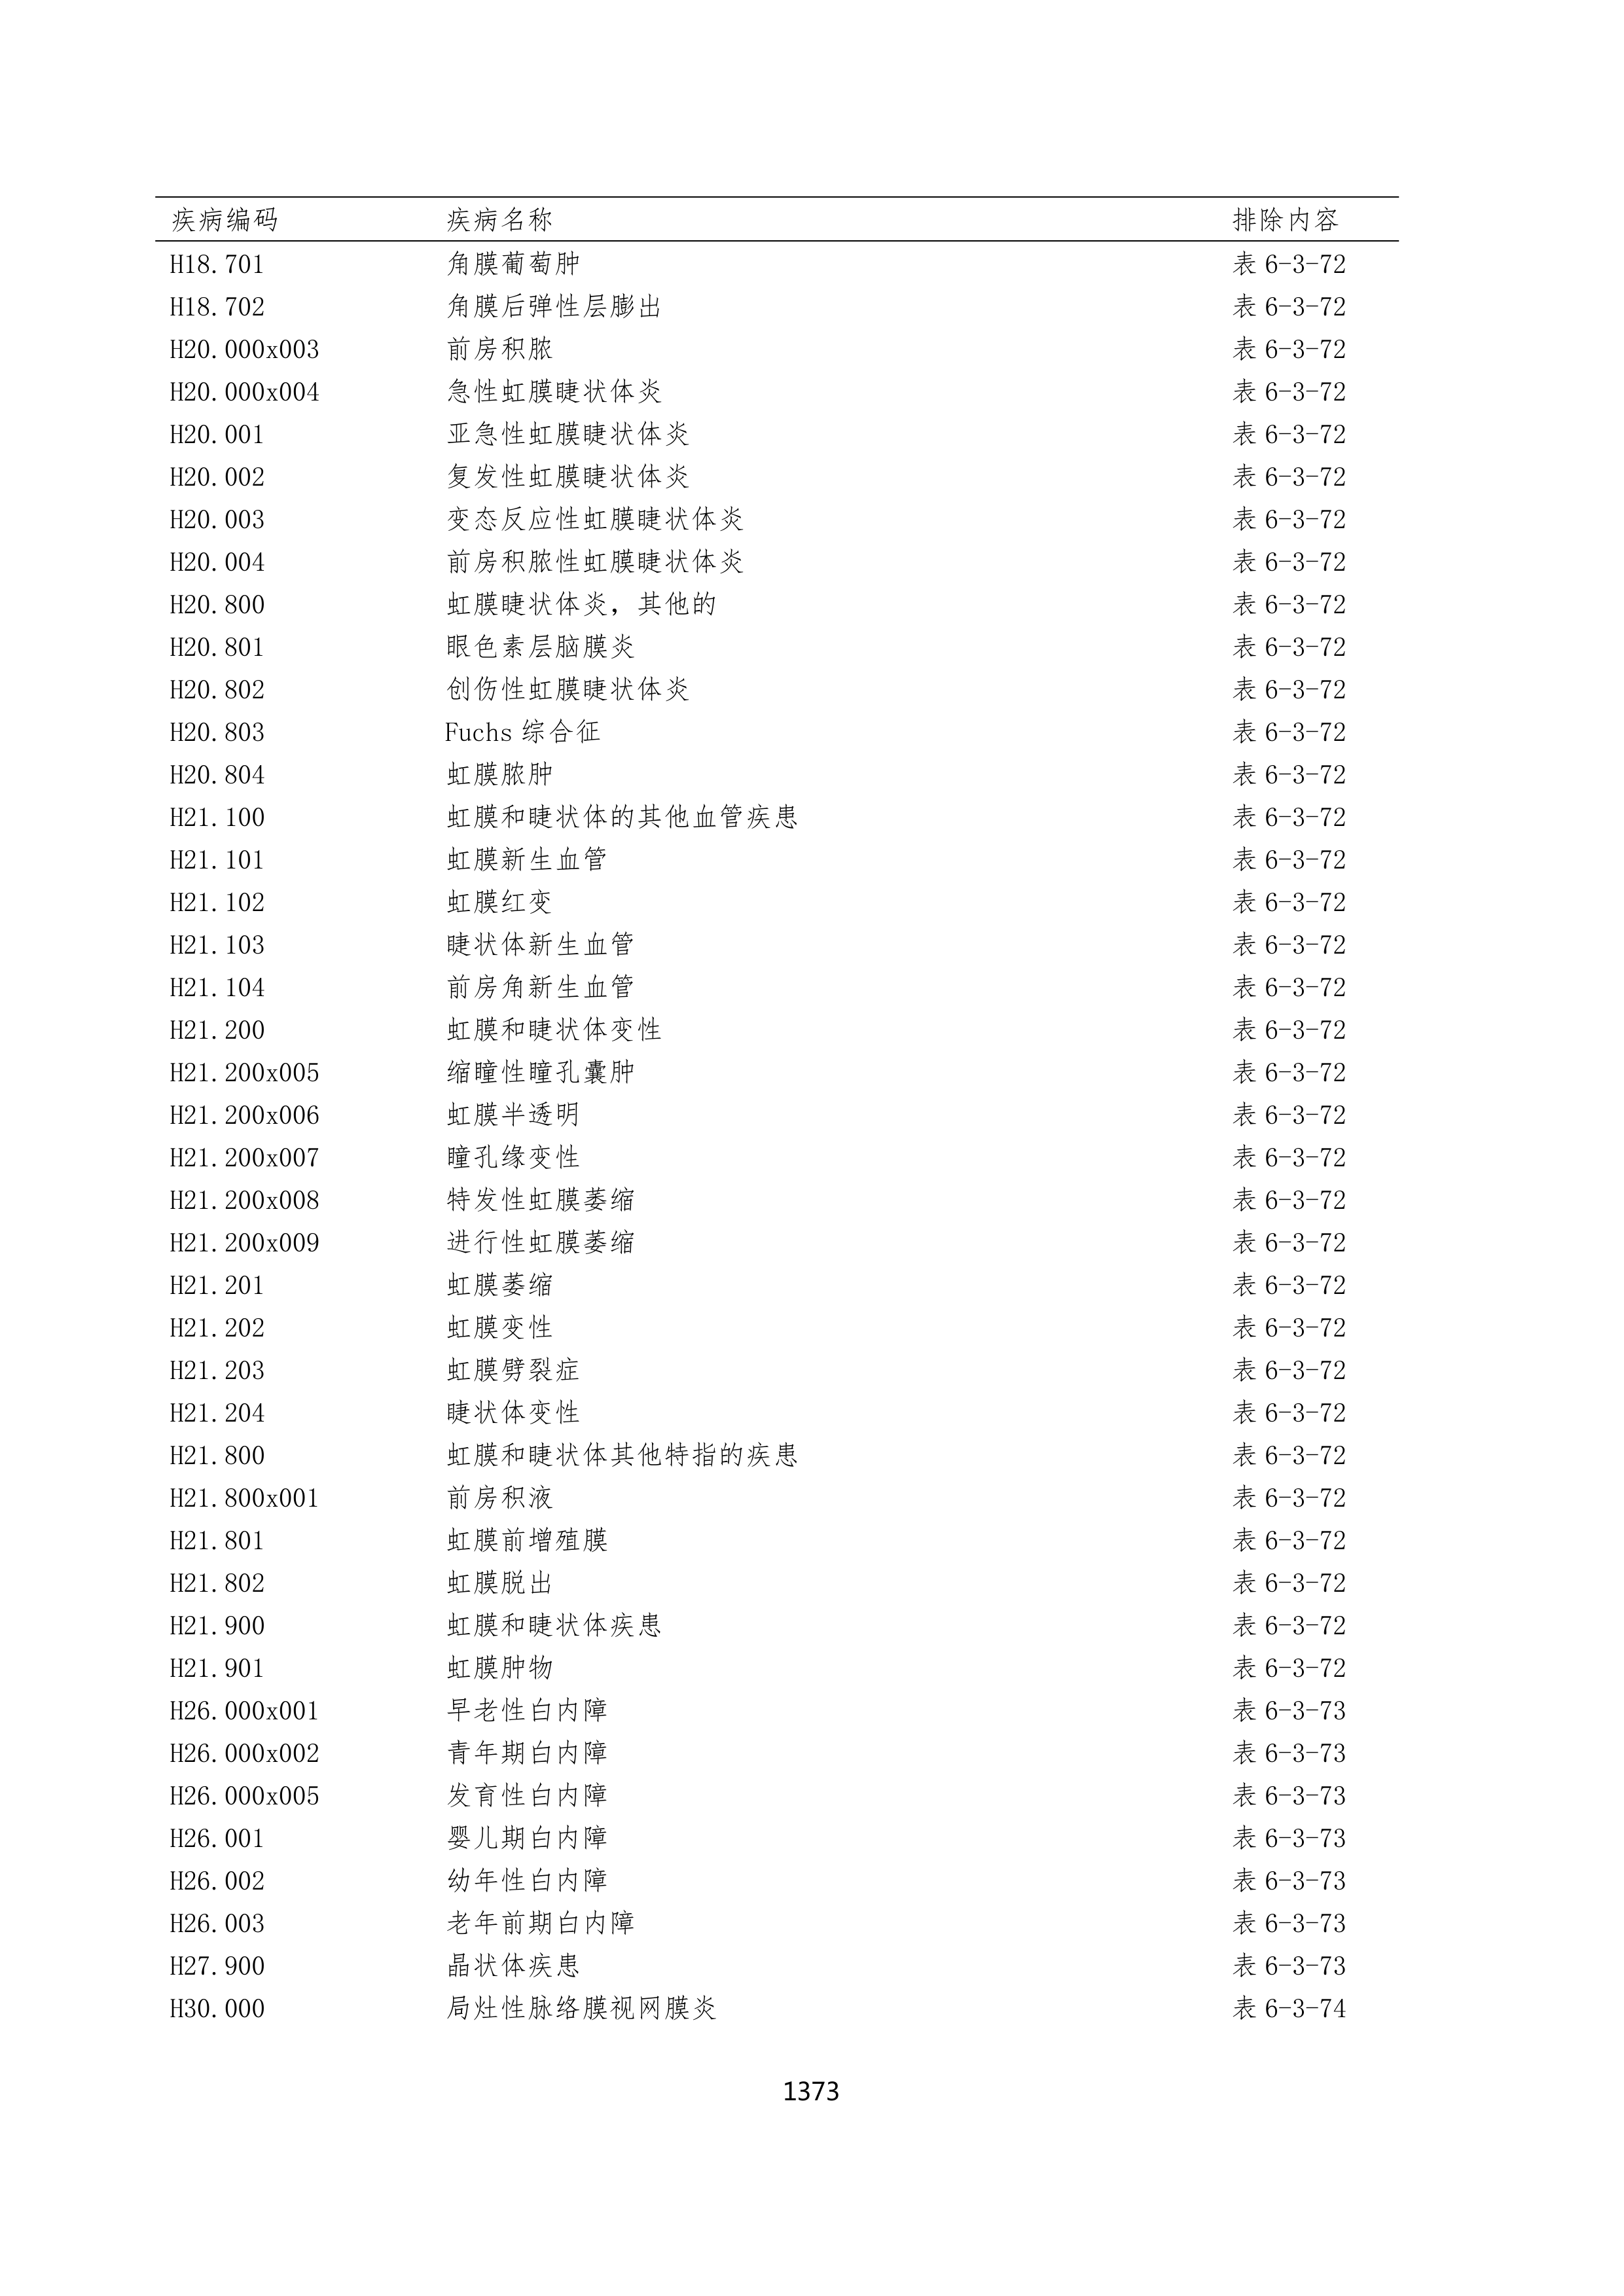 疾病编码 疾病名称 排除内容
H18.701 角膜葡萄肿 表 6-3-72
H18.702 角膜后弹性层膨出 表 6-3-72
H20.000x003 前房积脓 表 6-3-72
H20.000x004 急性虹膜睫状体炎 表 6-3-72
H20.001 亚急性虹膜睫状体炎 表 6-3-72
H20.002 复发性虹膜睫状体炎 表 6-3-72
H20.003 变态反应性虹膜睫状体炎 表 6-3-72
H20.004 前房积脓性虹膜睫状体炎 表 6-3-72
H20.800 虹膜睫状体炎，其他的 表 6-3-72
H20.801 眼色素层脑膜炎 表 6-3-72
H20.802 创伤性虹膜睫状体炎 表 6-3-72
H20.803 Fuchs 综合征 表 6-3-72
H20.804 虹膜脓肿 表 6-3-72
H21.100 虹膜和睫状体的其他血管疾患 表 6-3-72
H21.101 虹膜新生血管 表 6-3-72
H21.102 虹膜红变 表 6-3-72
H21.103 睫状体新生血管 表 6-3-72
H21.104 前房角新生血管 表 6-3-72
H21.200 虹膜和睫状体变性 表 6-3-72
H21.200x005 缩瞳性瞳孔囊肿 表 6-3-72
H21.200x006 虹膜半透明 表 6-3-72
H21.200x007 瞳孔缘变性 表 6-3-72
H21.200x008 特发性虹膜萎缩 表 6-3-72
H21.200x009 进行性虹膜萎缩 表 6-3-72
H21.201 虹膜萎缩 表 6-3-72
H21.202 虹膜变性 表 6-3-72
H21.203 虹膜劈裂症 表 6-3-72
H21.204 睫状体变性 表 6-3-72
H21.800 虹膜和睫状体其他特指的疾患 表 6-3-72
H21.800x001 前房积液 表 6-3-72
H21.801 虹膜前增殖膜 表 6-3-72
H21.802 虹膜脱出 表 6-3-72
H21.900 虹膜和睫状体疾患 表 6-3-72
H21.901 虹膜肿物 表 6-3-72
H26.000x001 早老性白内障 表 6-3-73
H26.000x002 青年期白内障 表 6-3-73
H26.000x005 发育性白内障 表 6-3-73
H26.001 婴儿期白内障 表 6-3-73
H26.002 幼年性白内障 表 6-3-73
H26.003 老年前期白内障 表 6-3-73
H27.900 晶状体疾患 表 6-3-73
H30.000 局灶性脉络膜视网膜炎 表 6-3-74
1373